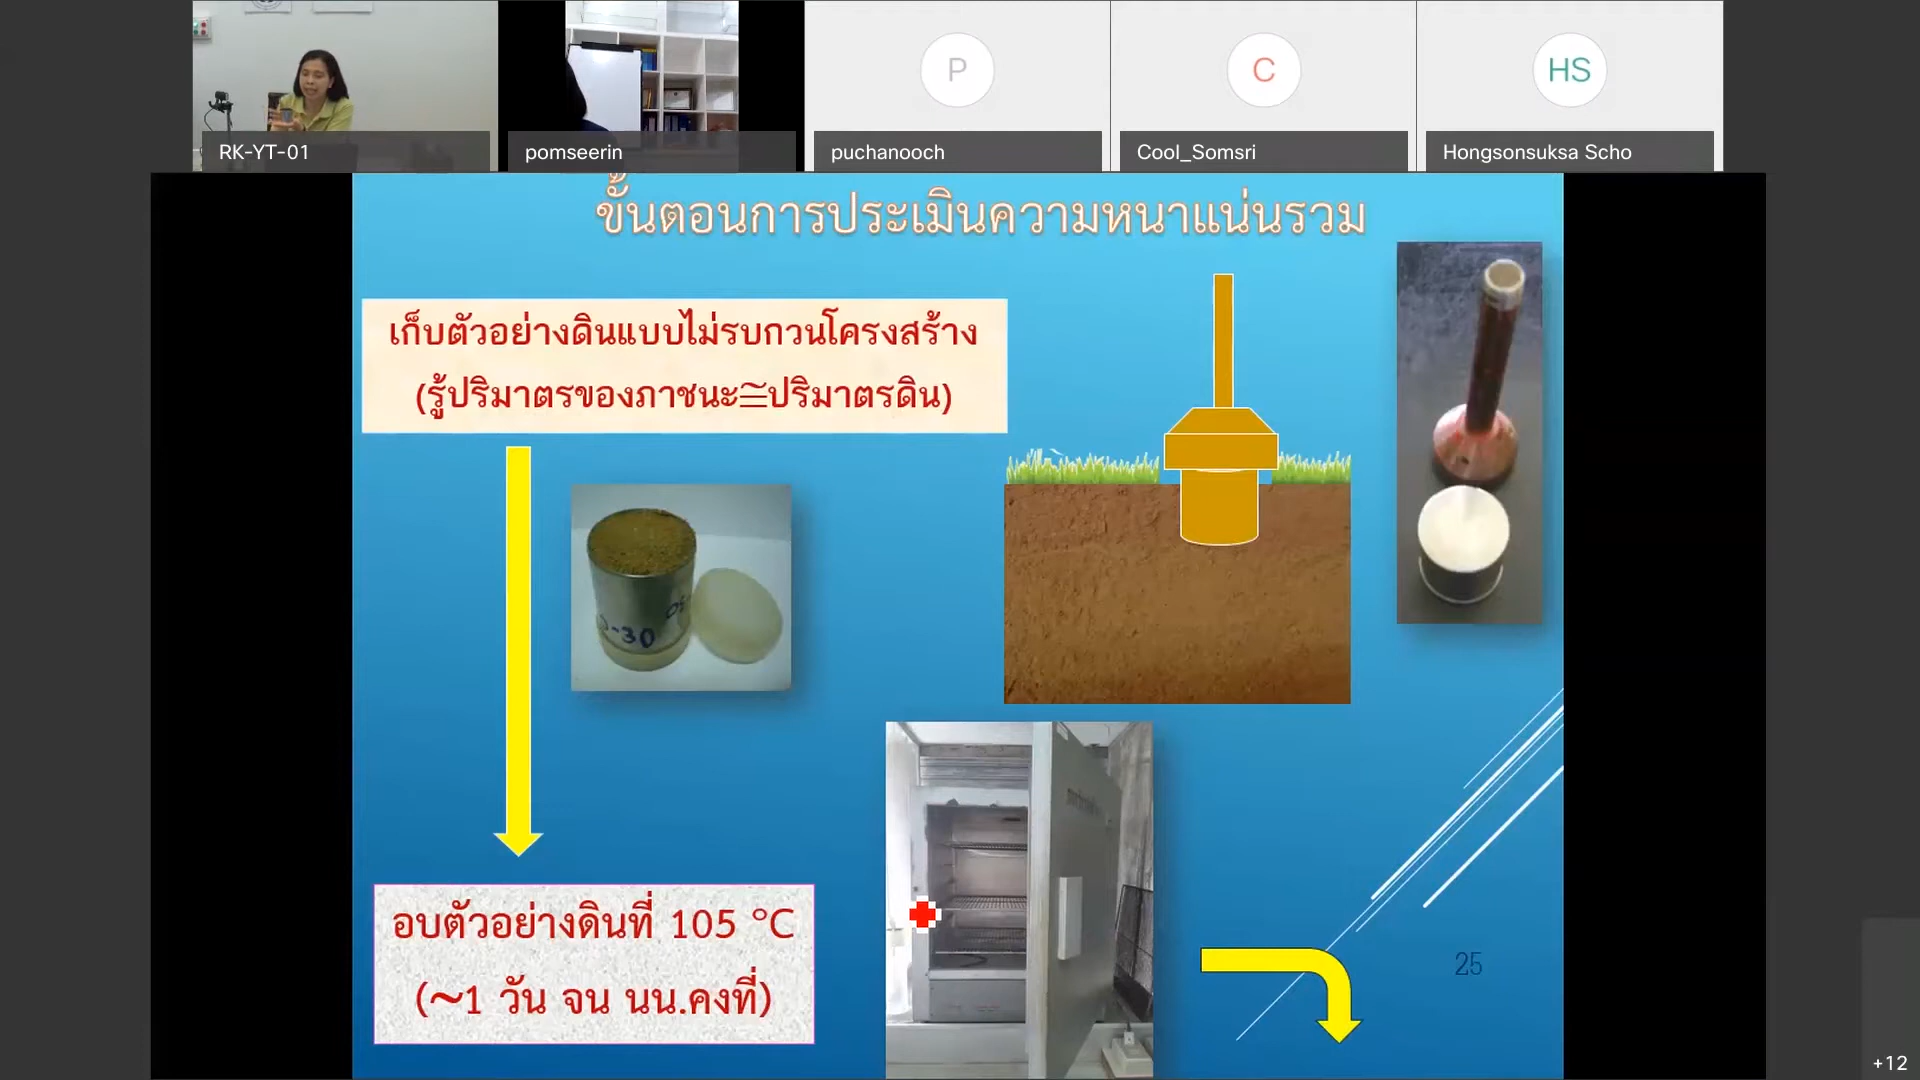 P
C
HS
RK-YT-01
pomseerin
puchanooch
Cool_Somsri
Hongsonsuksa Scho
ขั้นตอนการประเมินความหนาแน่นรวม
เก็บตัวอย่างดินแบบไม่รบกวนโครงสร้าง
(รู้ปริมาตรของภาชนะ≅ปริมาตรดิน)
อบตัวอย่างดินที่ 105 °C
(~1 วัน จน นน.คงที่)
25
+12